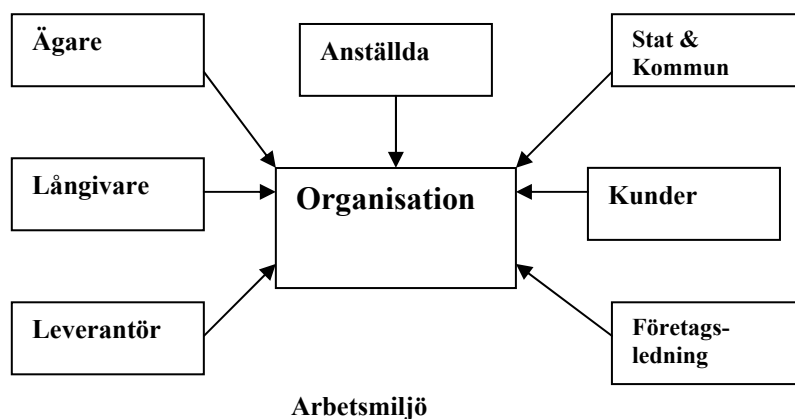 Ägare
Anställda
Stat &
Kommun
Långivare
Organisation
Kunder
Leverantör
Företags-
ledning
Arbetsmiljö